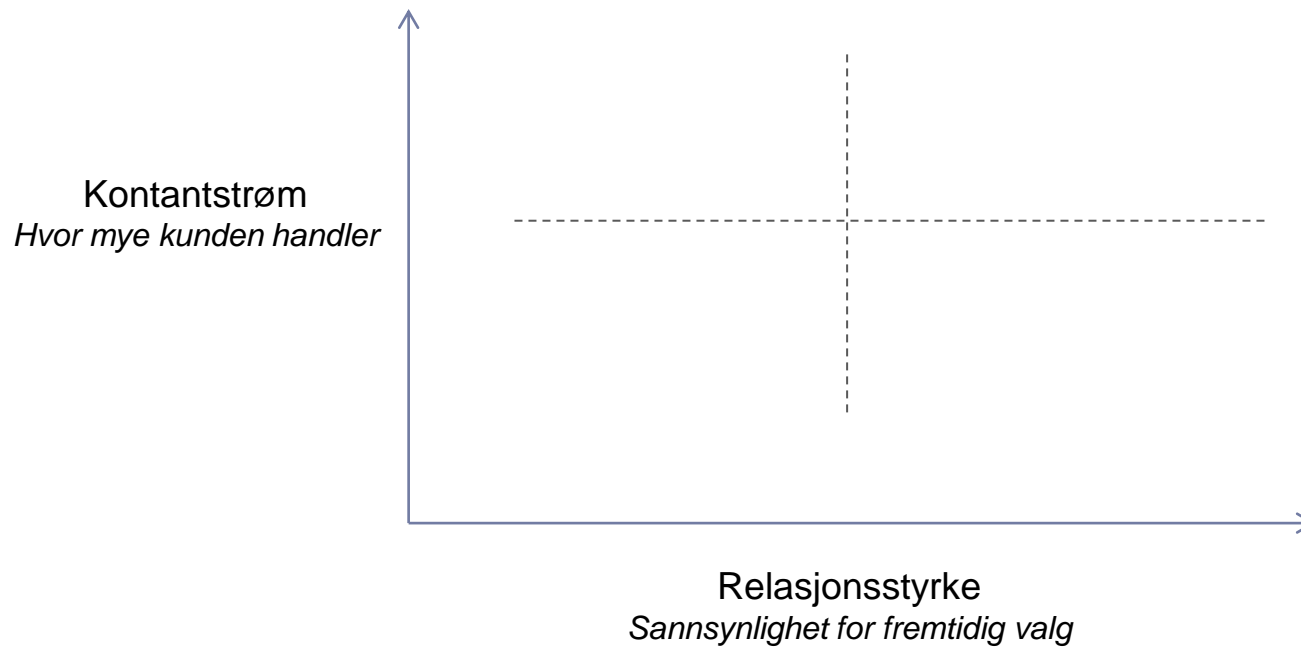 Kontantstrøm
Hvor mye kunden handler
Relasjonsstyrke
Sannsynlighet for fremtidig valg